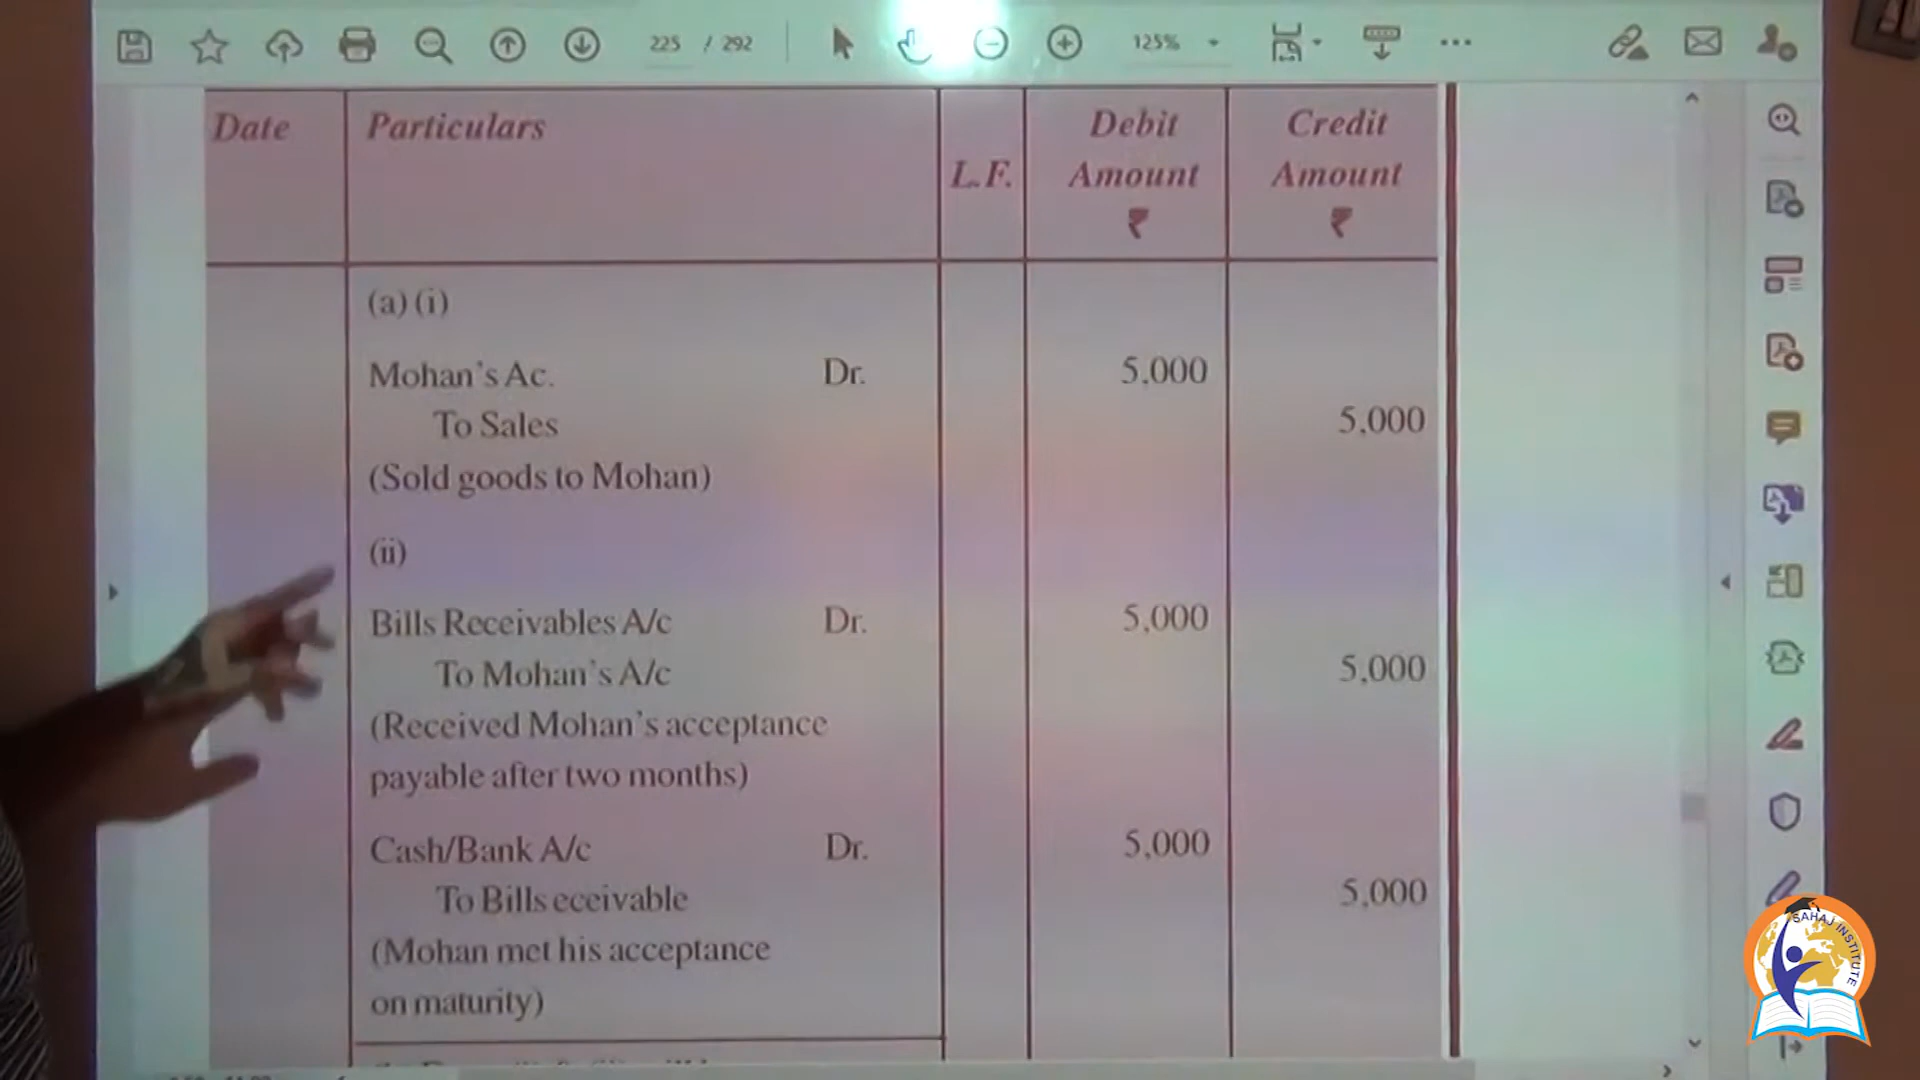 225 / 292
125%
Date Particulars L.F. Debit Amount ₹ Credit Amount ₹
(a) (i)
Mohan's Ac. Dr. 5,000
To Sales 5,000
(Sold goods to Mohan)
(ii)
Bills Receivables A/c Dr. 5,000
To Mohan's A/c 5,000
(Received Mohan's acceptance
payable after two months)
Cash/Bank A/c Dr. 5,000
To Bills eceivable 5,000
(Mohan met his acceptance
on maturity)
SAHAJ INSTITUTE